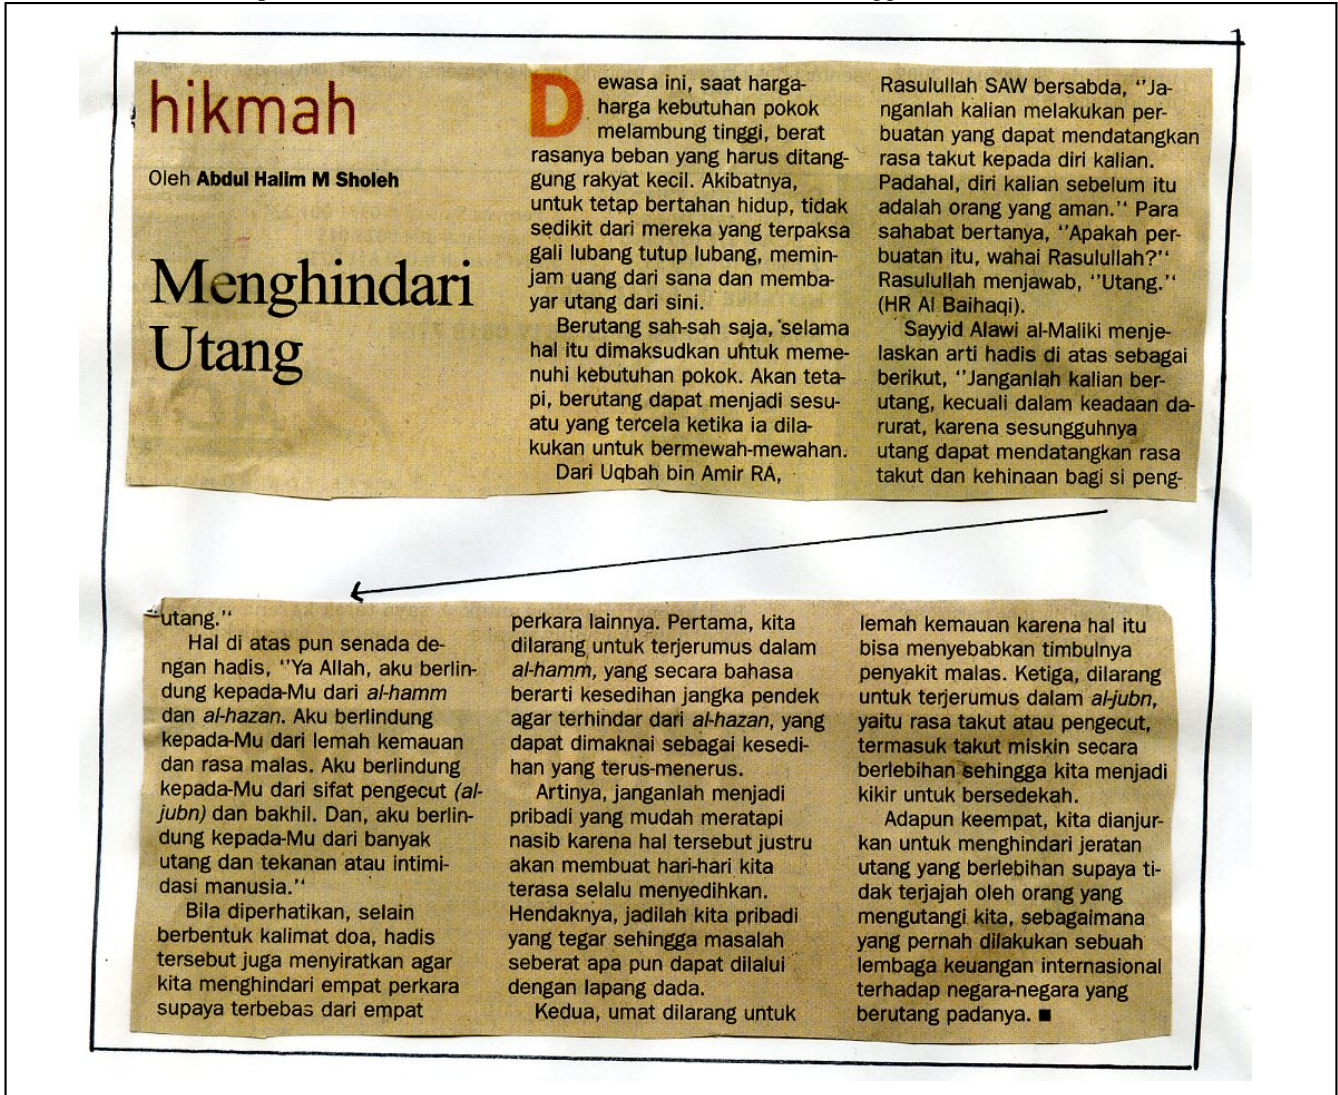 hikmah
Oleh Abdul Halim M Sholeh
Menghindari
Utang
Dewasa ini, saat harga-
harga kebutuhan pokok
melambung tinggi, berat
rasanya beban yang harus ditang-
gung rakyat kecil. Akibatnya,
untuk tetap bertahan hidup, tidak
sedikit dari mereka yang terpaksa
gali lubang tutup lubang, memin-
jam uang dari sana dan memba-
yar utang dari sini.
Berutang sah-sah saja, selama
hal itu dimaksudkan untuk meme-
nuhi kebutuhan pokok. Akan teta-
pi, berutang dapat menjadi sesu-
atu yang tercela ketika ia dila-
kukan untuk bermewah-mewahan.
Dari Uqbah bin Amir RA,
Rasulullah SAW bersabda, ''Ja-
nganlah kalian melakukan per-
buatan yang dapat mendatangkan
rasa takut kepada diri kalian.
Padahal, diri kalian sebelum itu
adalah orang yang aman.'' Para
sahabat bertanya, ''Apakah per-
buatan itu, wahai Rasulullah?''
Rasulullah menjawab, ''Utang.''
(HR Al Baihaqi).
Sayyid Alawi al-Maliki menje-
laskan arti hadis di atas sebagai
berikut, ''Janganlah kalian ber-
utang, kecuali dalam keadaan da-
rurat, karena sesungguhnya
utang dapat mendatangkan rasa
takut dan kehinaan bagi si peng-
utang.''
Hal di atas pun senada de-
ngan hadis, ''Ya Allah, aku berlin-
dung kepada-Mu dari al-hamm
dan al-hazan. Aku berlindung
kepada-Mu dari lemah kemauan
dan rasa malas. Aku berlindung
kepada-Mu dari sifat pengecut (al-
jubn) dan bakhil. Dan, aku berlin-
dung kepada-Mu dari banyak
utang dan tekanan atau intimi-
dasi manusia.''
Bila diperhatikan, selain
berbentuk kalimat doa, hadis
tersebut juga menyiratkan agar
kita menghindari empat perkara
supaya terbebas dari empat
perkara lainnya. Pertama, kita
dilarang untuk terjerumus dalam
al-hamm, yang secara bahasa
berarti kesedihan jangka pendek
agar terhindar dari al-hazan, yang
dapat dimaknai sebagai kesedi-
han yang terus-menerus.
Artinya, janganlah menjadi
pribadi yang mudah meratapi
nasib karena hal tersebut justru
akan membuat hari-hari kita
terasa selalu menyedihkan.
Hendaknya, jadilah kita pribadi
yang tegar sehingga masalah
seberat apa pun dapat dilalui
dengan lapang dada.
Kedua, umat dilarang untuk
lemah kemauan karena hal itu
bisa menyebabkan timbulnya
penyakit malas. Ketiga, dilarang
untuk terjerumus dalam al-jubn,
yaitu rasa takut atau pengecut,
termasuk takut miskin secara
berlebihan sehingga kita menjadi
kikir untuk bersedekah.
Adapun keempat, kita dianjur-
kan untuk menghindari jeratan
utang yang berlebihan supaya ti-
dak terjajah oleh orang yang
mengutangi kita, sebagaimana
yang pernah dilakukan sebuah
lembaga keuangan internasional
terhadap negara-negara yang
berutang padanya. ■